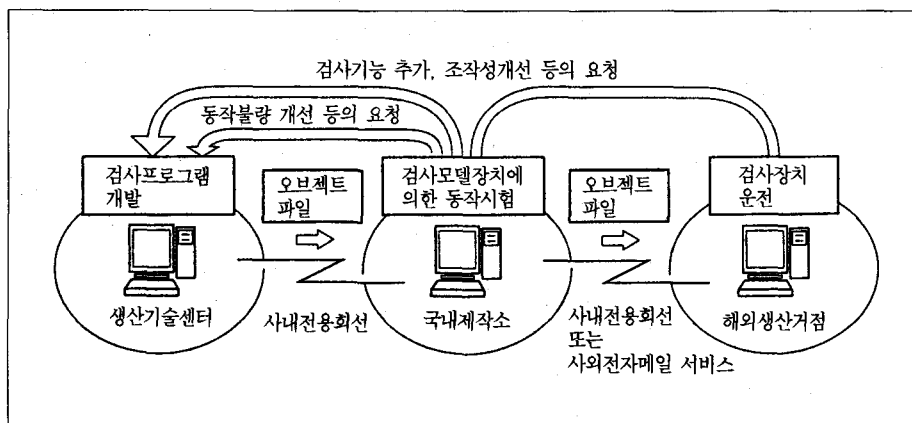 검사기능 추가, 조작성개선 등의 요청
동작불량 개선 등의 요청
검사프로그램
개발
오브젝트
파일
검사모델장치에
의한 동작시험
오브젝트
파일
검사장치
운전
생산기술센터
사내전용회선
국내제작소
사내전용회선
또는
사외전자메일 서비스
해외생산거점